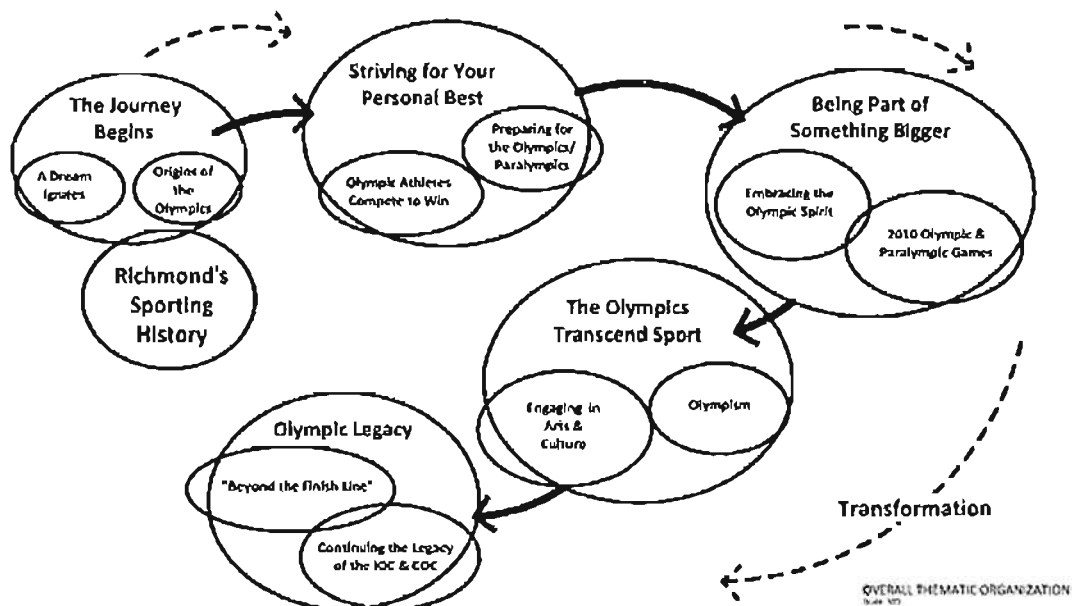 The Journey
Begins
A Dream
Ignites
Origins of
the
Olympics
Richmond's
Sporting
History
Striving for Your
Personal Best
Preparing for
the Olympics/
Paralympics
Olympic Athletes
Compete to Win
Being Part of
Something Bigger
Embracing the
Olympic Spirit
2010 Olympic &
Paralympic Games
The Olympics
Transcend Sport
Engaging in
Arts &
Culture
Olympism
Olympic Legacy
"Beyond the Finish Line"
Continuing the Legacy
of the IOC & COC
Transformation
OVERALL THEMATIC ORGANIZATION